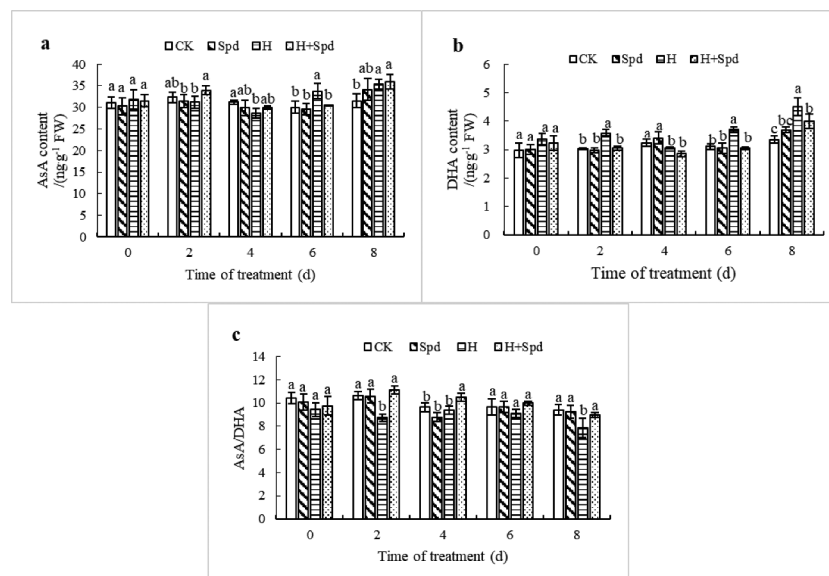 a
CK Spd H H+Spd
AsA content
/(ng·g-1 FW)
40
35
30
25
20
15
10
5
0
a a a a
ab b b a
a ab b ab
b b a b
b ab a a
0 2 4 6 8
Time of treatment (d)
b
CK Spd H H+Spd
DHA content
/(ng·g-1 FW)
6
5
4
3
2
1
0
a a a a
b b a b
a a b b
b b a b
c bc a b
0 2 4 6 8
Time of treatment (d)
c
CK Spd H H+Spd
AsA/DHA
14
12
10
8
6
4
2
0
a a a a
a a b a
b b b a
a a a a
a a b a
0 2 4 6 8
Time of treatment (d)